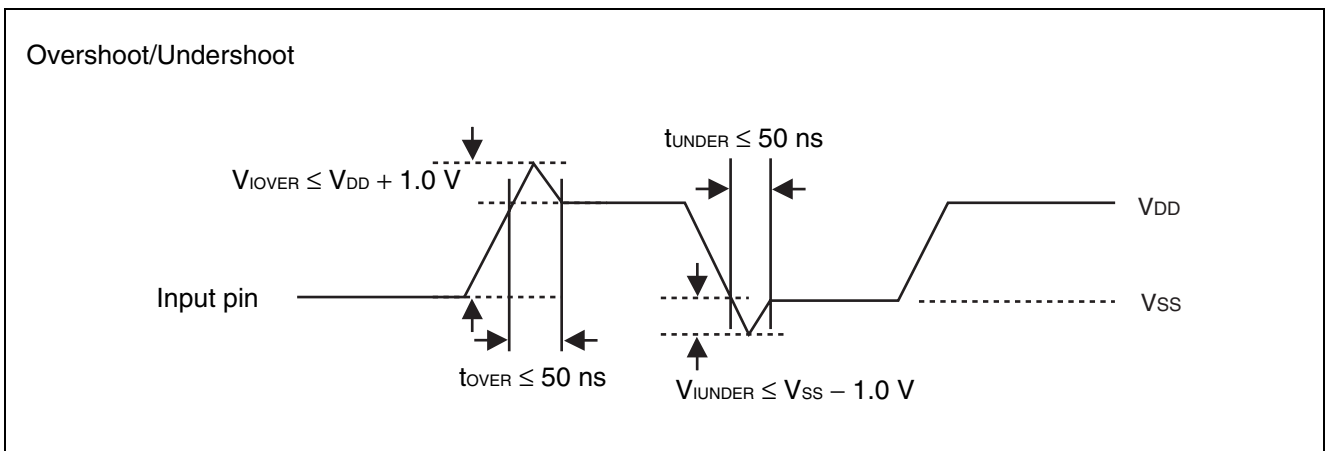 Overshoot/Undershoot
tUNDER ≤ 50 ns
VIOVER ≤ VDD + 1.0 V
VDD
Input pin
VSS
tOVER ≤ 50 ns
VIUNDER ≤ VSS − 1.0 V